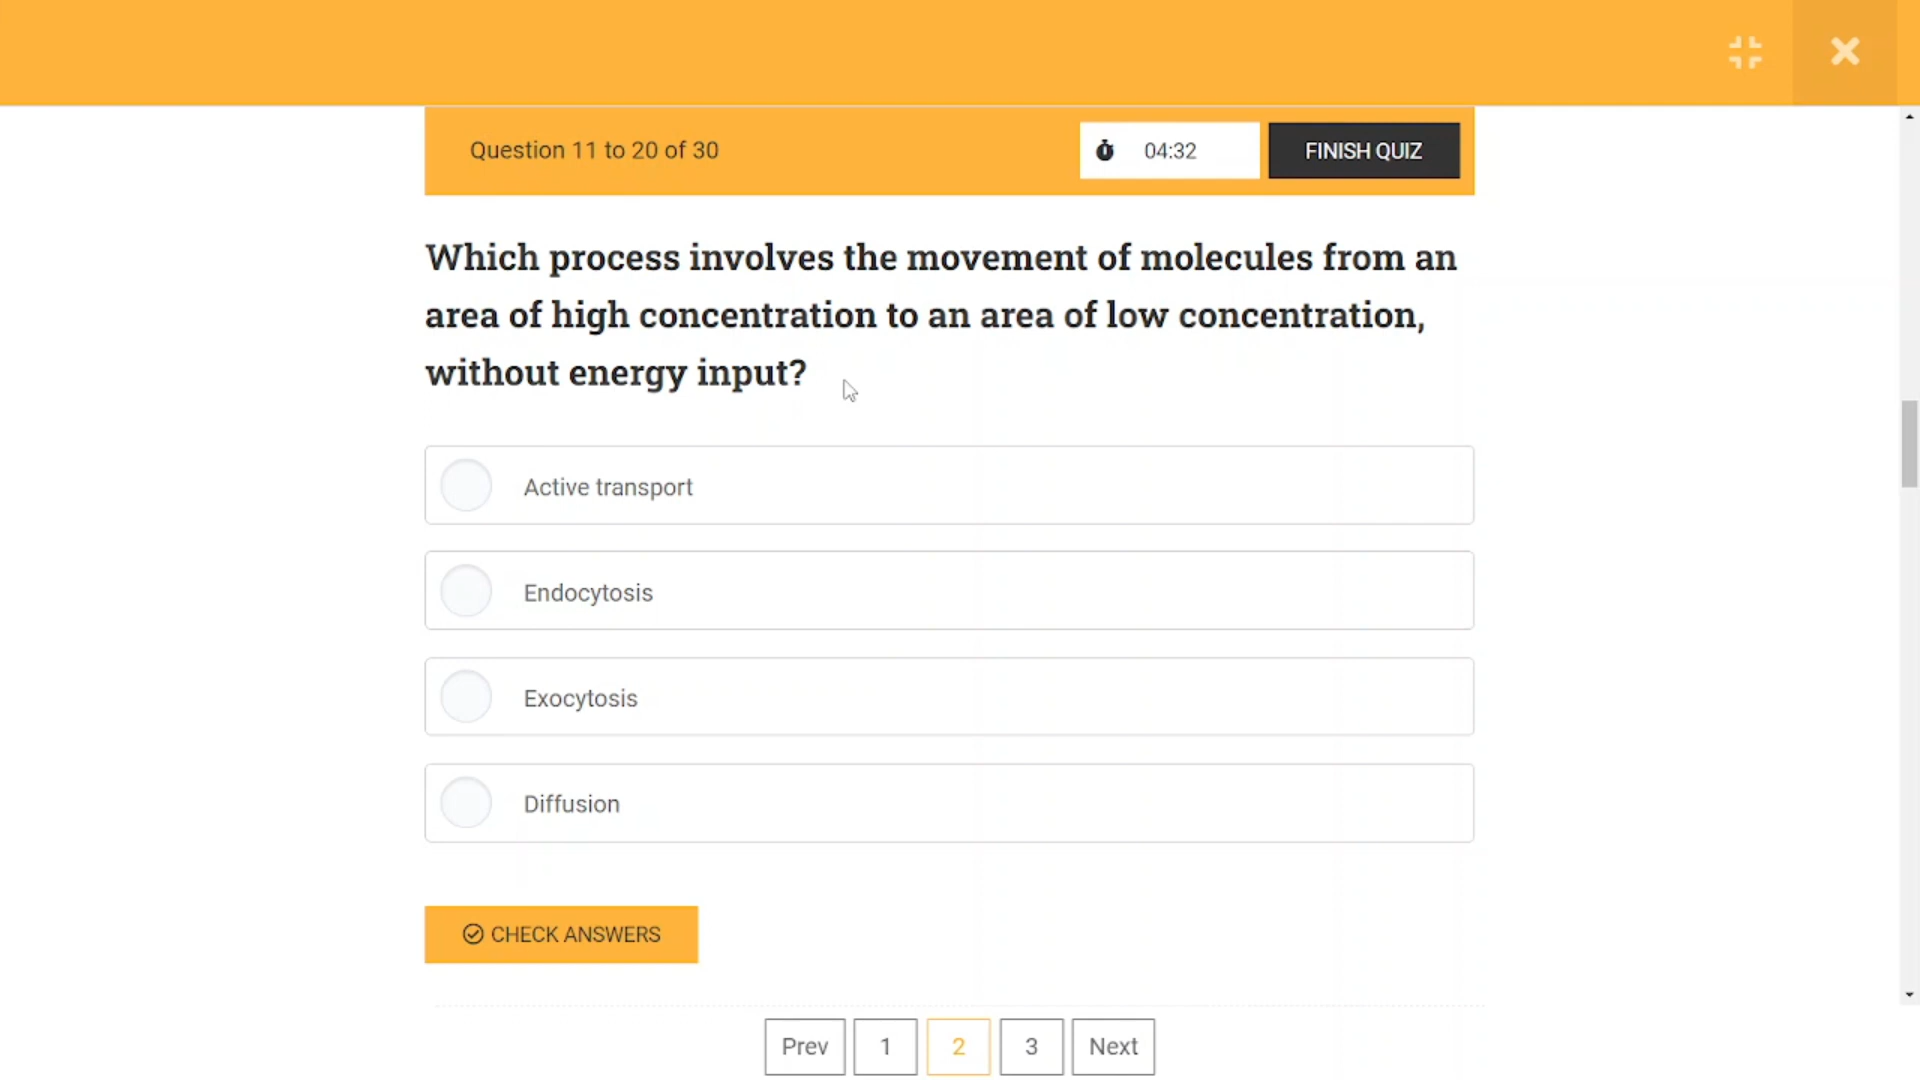 Question 11 to 20 of 30
04:32
FINISH QUIZ
Which process involves the movement of molecules from an
area of high concentration to an area of low concentration,
without energy input?
Active transport
Endocytosis
Exocytosis
Diffusion
CHECK ANSWERS
Prev 1 2 3 Next